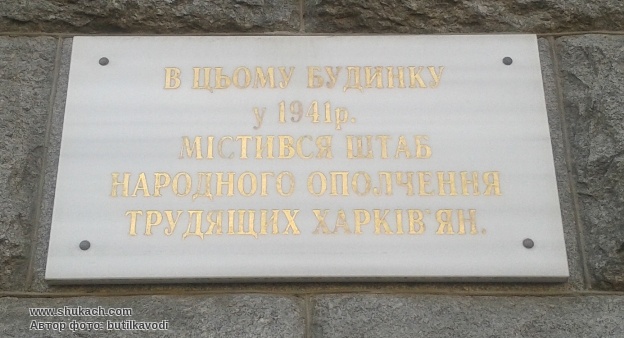 В ЦЬОМУ БУДИНКУ
у 1941р.
МІСТИВСЯ ШТАБ
НАРОДНОГО ОПОЛЧЕННЯ
ТРУДЯЩИХ ХАРКІВ'ЯН.
www.shukach.com
Автор фото: butilkavodi